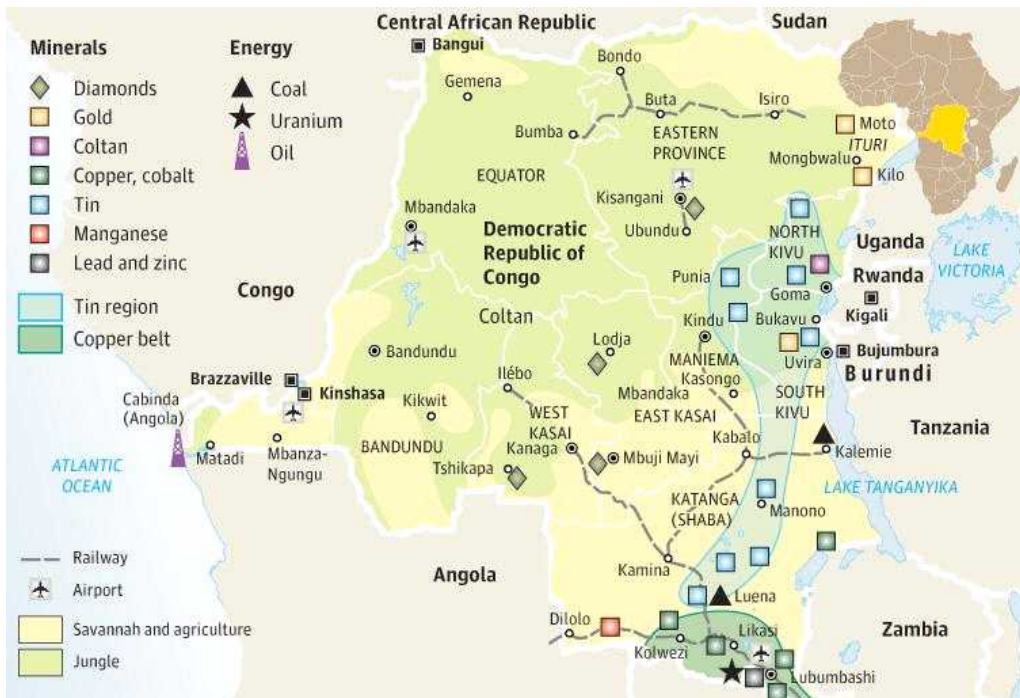 Minerals
Diamonds
Gold
Coltan
Copper, cobalt
Tin
Manganese
Lead and zinc
Tin region
Copper belt
Energy
Coal
Uranium
Oil
Central African Republic
Bangui
Sudan
Gemena
Bondo
Buta
Isiro
Bumba
EASTERN
PROVINCE
Moto
ITURI
Mongbwalu
Kilo
EQUATOR
Kisangani
Mbandaka
Ubundu
Democratic
Republic of
Congo
NORTH
KIVU
Uganda
LAKE
VICTORIA
Punia
Rwanda
Goma
Kigali
Congo
Coltan
Kindu
Bukavu
Bandundu
Lodja
Uvira
Bujumbura
MANIEMA
Burundi
Brazzaville
Kinshasa
Ilébo
Kasongo
Mbandaka
Cabinda
(Angola)
Kikwit
WEST
KASAI
EAST KASAI
SOUTH
KIVU
Tanzania
BANDUNDU
Kanaga
Kabalo
Matadi
Mbanza-
Ngungu
Tshikapa
Mbuji Mayi
Kalemie
ATLANTIC
OCEAN
LAKE TANGANYIKA
KATANGA
(SHABA)
Manono
Railway
Airport
Savannah and agriculture
Jungle
Angola
Kamina
Luena
Dilolo
Kolwezi
Likasi
Lubumbashi
Zambia